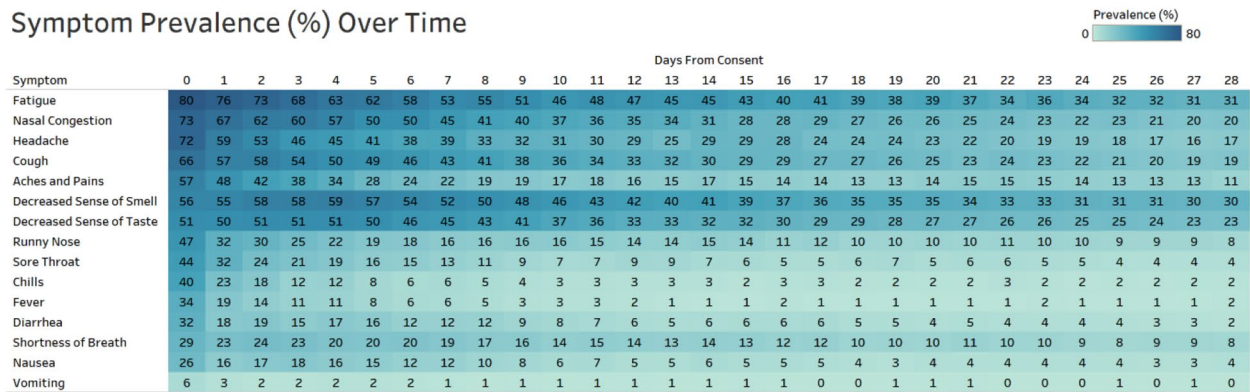 Symptom Prevalence (%) Over Time
Prevalence (%)
0 80
Days From Consent
Symptom 0 1 2 3 4 5 6 7 8 9 10 11 12 13 14 15 16 17 18 19 20 21 22 23 24 25 26 27 28
Fatigue 80 76 73 68 63 62 58 53 55 51 46 48 47 45 45 43 40 41 39 38 39 37 34 36 34 32 32 31 31
Nasal Congestion 73 67 62 60 57 50 50 45 41 40 37 36 35 34 31 28 28 29 27 26 26 25 24 23 22 23 21 20 20
Headache 72 59 53 46 45 41 38 39 33 32 31 30 29 25 29 29 28 24 24 24 23 22 20 19 19 18 17 16 17
Cough 66 57 58 54 50 49 46 43 41 38 36 34 33 32 30 29 29 27 27 26 25 23 24 23 22 21 20 19 19
Aches and Pains 57 48 42 38 34 28 24 22 19 19 17 18 16 15 17 15 14 14 13 13 14 15 15 15 14 13 13 13 11
Decreased Sense of Smell 56 55 58 58 59 57 54 52 50 48 46 43 42 40 41 39 37 36 35 35 35 34 33 33 31 31 31 30 30
Decreased Sense of Taste 51 50 51 51 51 50 46 45 43 41 37 36 33 33 32 32 30 29 29 28 27 27 26 26 25 25 24 23 23
Runny Nose 47 32 30 25 22 19 18 16 16 16 16 15 14 14 15 14 11 12 10 10 10 10 11 10 10 9 9 9 8
Sore Throat 44 32 24 21 19 16 15 13 11 9 7 7 9 9 7 6 5 5 6 7 5 6 6 5 5 4 4 4 4
Chills 40 23 18 12 12 8 6 6 5 4 3 3 3 3 3 2 3 3 2 2 2 2 3 2 2 2 2 2 2
Fever 34 19 14 11 11 8 6 6 5 3 3 3 2 1 1 1 2 1 1 1 1 1 1 2 1 1 1 1 2
Diarrhea 32 18 19 15 17 16 12 12 12 9 8 7 6 5 6 6 6 6 5 5 4 5 4 4 4 4 3 3 2
Shortness of Breath 29 23 24 23 20 20 20 19 17 16 14 15 14 13 14 13 12 12 10 10 10 11 10 10 9 8 9 9 8
Nausea 26 16 17 18 16 15 12 12 10 8 6 7 5 5 6 5 5 5 4 3 4 4 4 4 4 4 3 3 4
Vomiting 6 3 2 2 2 2 2 1 1 1 1 1 1 1 1 1 1 0 0 1 1 1 0 0 0 1 0 1 0